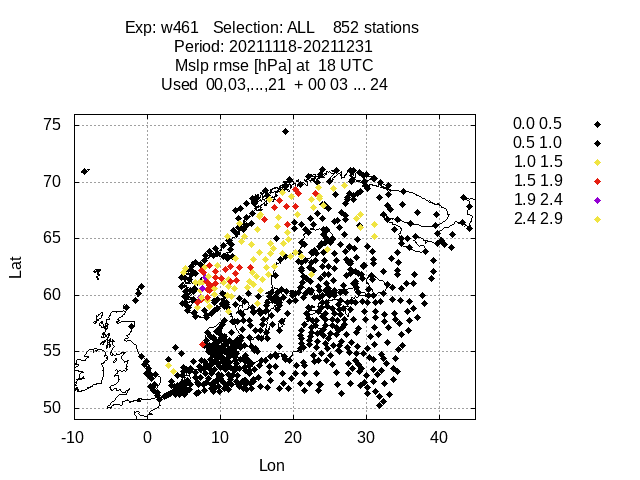 Exp: w461 Selection: ALL 852 stations
Period: 20211118-20211231
Mslp rmse [hPa] at 18 UTC
Used 00,03,...,21 + 00 03 ... 24
75
70
65
60
55
50
Lat
-10 0 10 20 30 40
Lon
0.0 0.5
0.5 1.0
1.0 1.5
1.5 1.9
1.9 2.4
2.4 2.9